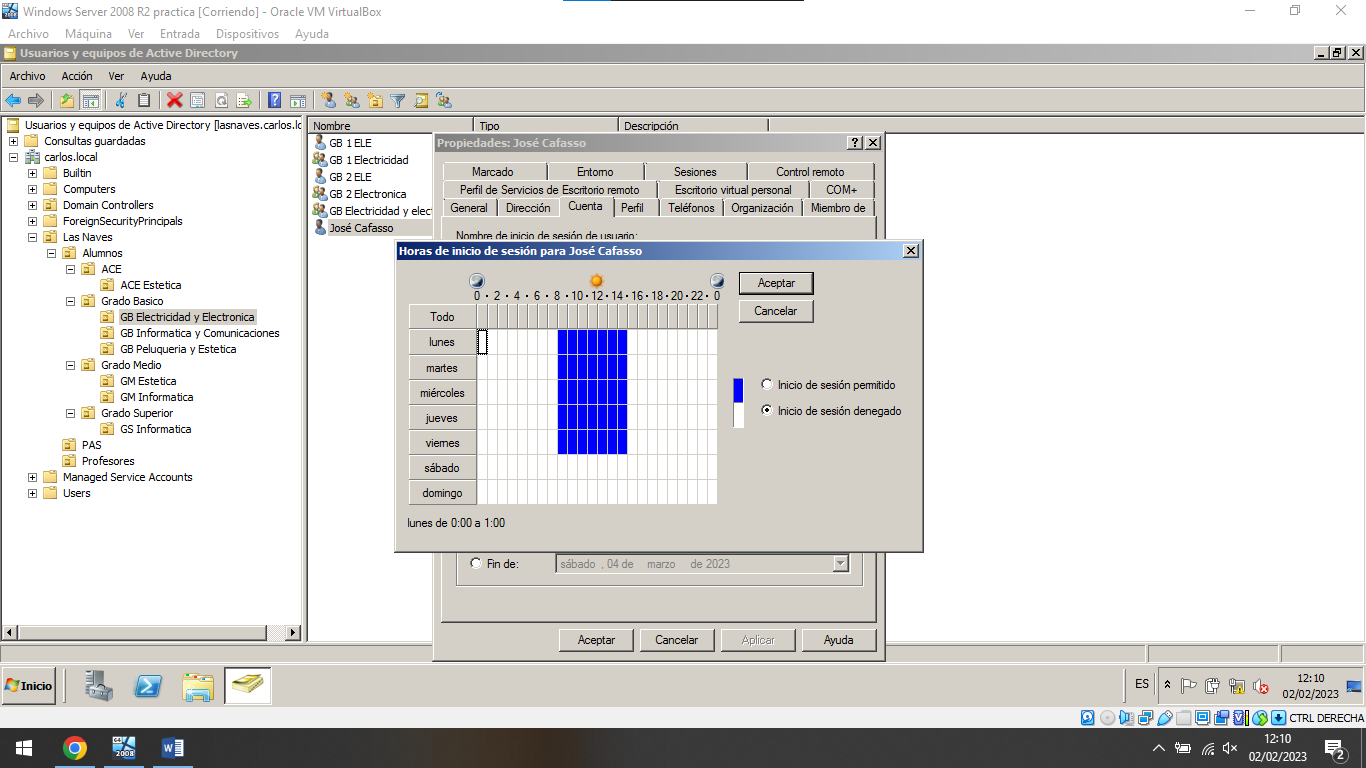 Windows Server 2008 R2 practica [Corriendo] - Oracle VM VirtualBox
Archivo Máquina Ver Entrada Dispositivos Ayuda
Usuarios y equipos de Active Directory
Archivo Acción Ver Ayuda
Usuarios y equipos de Active Directory [lasnaves.carlos.lc
Consultas guardadas
carlos.local
Builtin
Computers
Domain Controllers
ForeignSecurityPrincipals
Las Naves
Alumnos
ACE
ACE Estetica
Grado Basico
GB Electricidad y Electronica
GB Informatica y Comunicaciones
GB Peluqueria y Estetica
Grado Medio
GM Estetica
GM Informatica
Grado Superior
GS Informatica
PAS
Profesores
Managed Service Accounts
Users
Nombre Tipo Descripción
GB 1 ELE
GB 1 Electricidad
GB 2 ELE
GB 2 Electronica
GB Electricidad y elect
José Cafasso
Propiedades: José Cafasso
Marcado Entorno Sesiones Control remoto
Perfil de Servicios de Escritorio remoto Escritorio virtual personal COM+
General Dirección Cuenta Perfil Teléfonos Organización Miembro de
Nombre de inicio de sesión de usuario:
Horas de inicio de sesión para José Cafasso
0 · 2 · 4 · 6 · 8 · 10 · 12 · 14 · 16 · 18 · 20 · 22 · 0
Todo
lunes
martes
miércoles
jueves
viernes
sábado
domingo
Aceptar
Cancelar
Inicio de sesión permitido
Inicio de sesión denegado
lunes de 0:00 a 1:00
Fin de: sábado , 04 de marzo de 2023
Aceptar Cancelar Aplicar Ayuda
Inicio
ES
12:10
02/02/2023
CTRL DERECHA
2008
12:10
02/02/2023
2